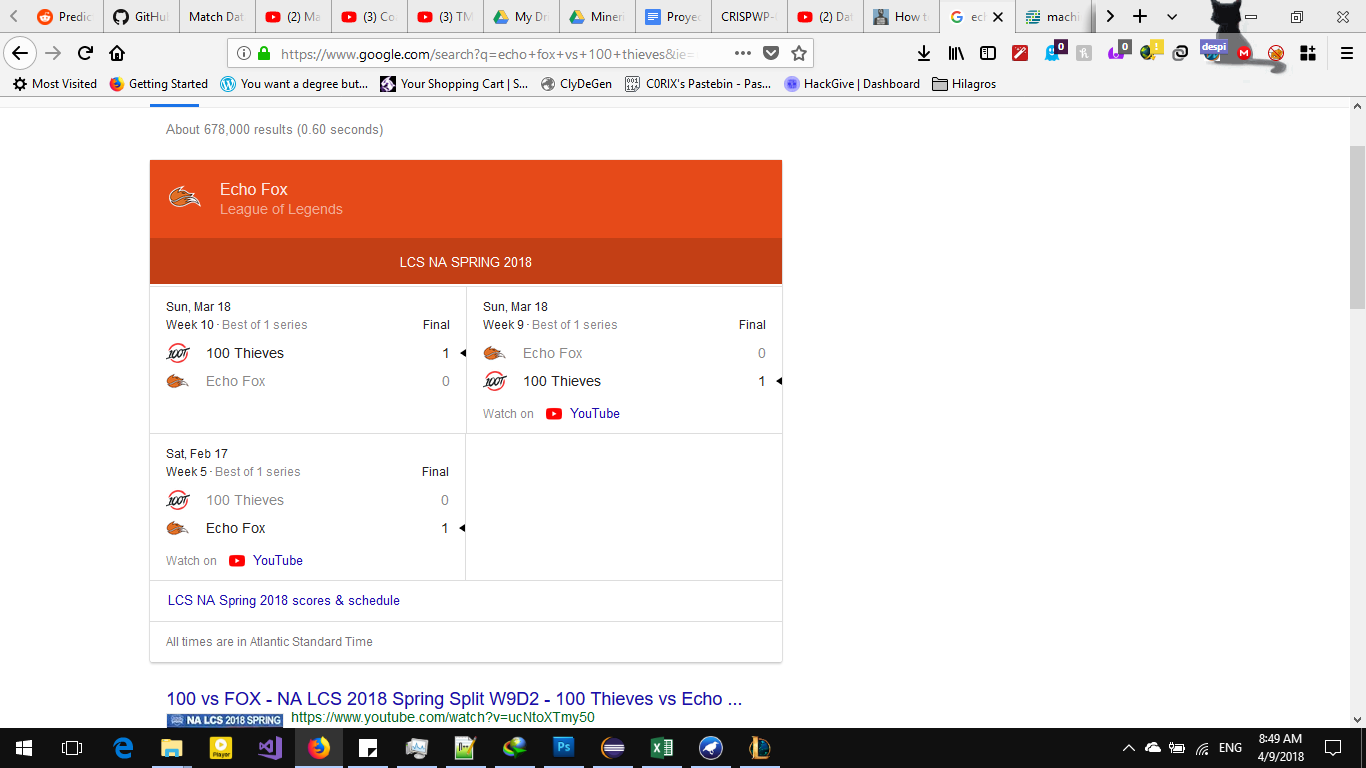 Predic
GitHu
Match Dat
(2) Ma
(3) Co
(3) TM
My Dr
Miner
Proye
CRISPWP-
(2) Dat
How t
ech
machi
https://www.google.com/search?q=echo+fox+vs+100+thieves&ie=
0
0
despi
Most Visited
Getting Started
You want a degree but...
Your Shopping Cart | S...
ClyDeGen
C0RIX's Pastebin - Pas...
HackGive | Dashboard
Hilagros
About 678,000 results (0.60 seconds)
Echo Fox
League of Legends
LCS NA SPRING 2018
Sun, Mar 18
Week 10 · Best of 1 series Final
100 Thieves 1
Echo Fox 0
Sun, Mar 18
Week 9 · Best of 1 series Final
Echo Fox 0
100 Thieves 1
Watch on YouTube
Sat, Feb 17
Week 5 · Best of 1 series Final
100 Thieves 0
Echo Fox 1
Watch on YouTube
LCS NA Spring 2018 scores & schedule
All times are in Atlantic Standard Time
100 vs FOX - NA LCS 2018 Spring Split W9D2 - 100 Thieves vs Echo ...
NA LCS 2018 SPRING
https://www.youtube.com/watch?v=ucNtoXTmy50
Player
Ps
ENG
8:49 AM
4/9/2018